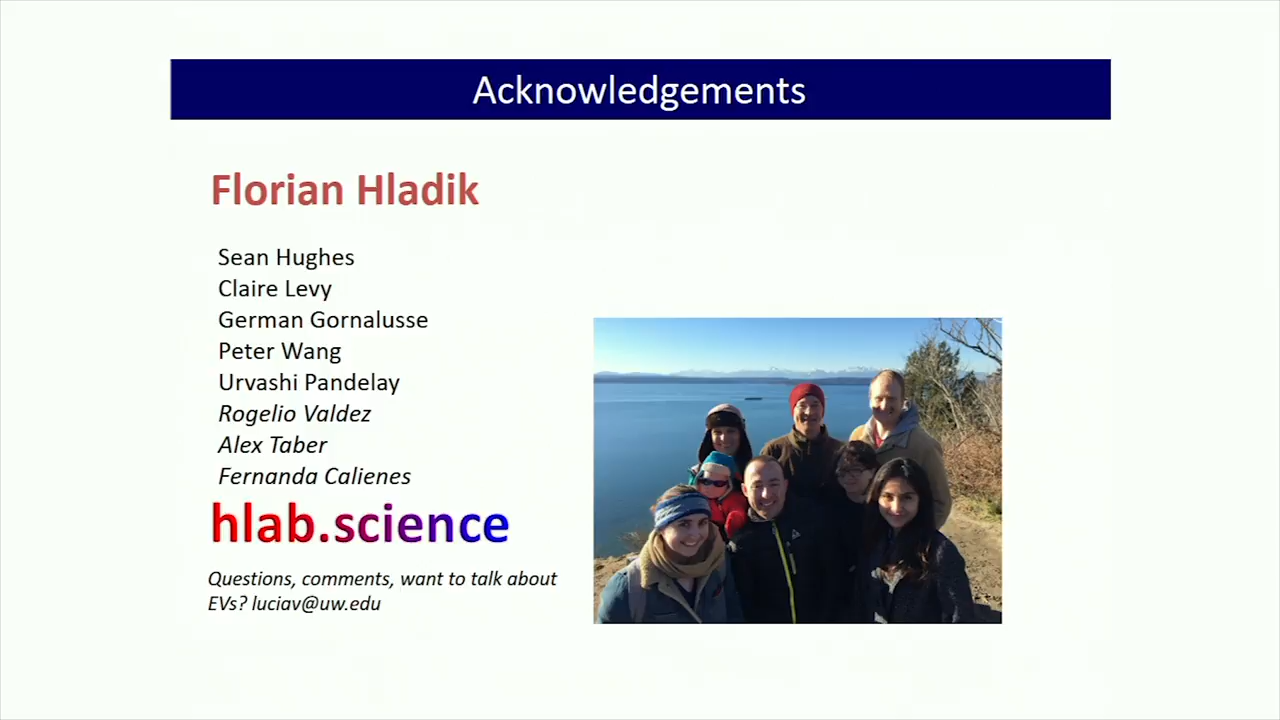 Acknowledgements
Florian Hladik
Sean Hughes
Claire Levy
German Gornalusse
Peter Wang
Urvashi Pandelay
Rogelio Valdez
Alex Taber
Fernanda Calienes
hlab.science
Questions, comments, want to talk about
EVs? luciav@uw.edu